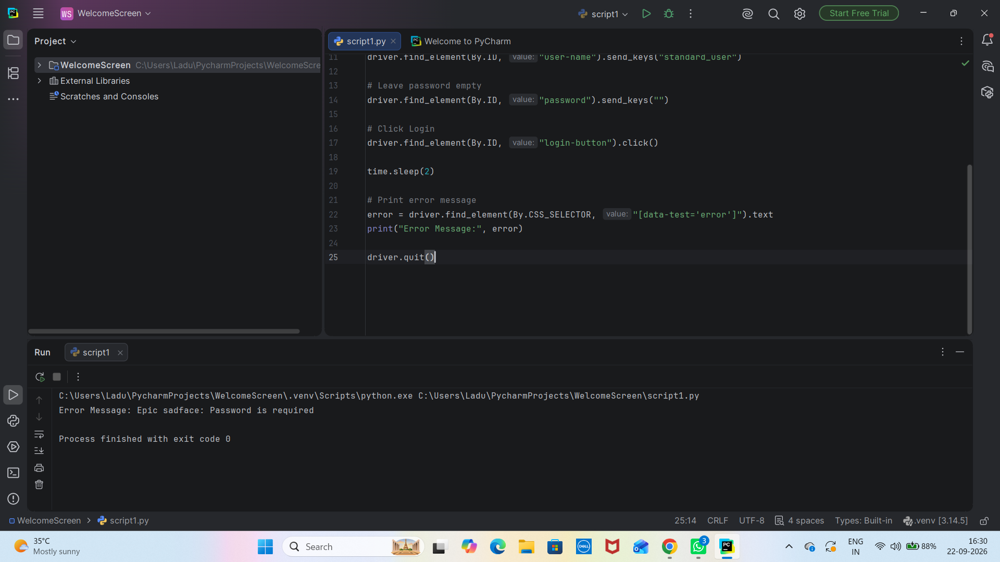 PC
WS WelcomeScreen
script1
Start Free Trial
Project
script1.py
PC Welcome to PyCharm
WelcomeScreen C:\Users\Ladu\PycharmProjects\WelcomeScre
External Libraries
Scratches and Consoles
11 driver.find_element(By.ID, value: "user-name").send_keys("standard_user")
12
13 # Leave password empty
14 driver.find_element(By.ID, value: "password").send_keys("")
15
16 # Click Login
17 driver.find_element(By.ID, value: "login-button").click()
18
19 time.sleep(2)
20
21 # Print error message
22 error = driver.find_element(By.CSS_SELECTOR, value: "[data-test='error']").text
23 print("Error Message:", error)
24
25 driver.quit()
Run
script1
C:\Users\Ladu\PycharmProjects\WelcomeScreen\.venv\Scripts\python.exe C:\Users\Ladu\PycharmProjects\WelcomeScreen\script1.py
Error Message: Epic sadface: Password is required
Process finished with exit code 0
WelcomeScreen > script1.py
25:14 CRLF UTF-8 4 spaces Types: Built-in .venv [3.14.5]
35°C
Mostly sunny
Search
DELL
3
PC
ENG
IN
88%
16:30
22-09-2026